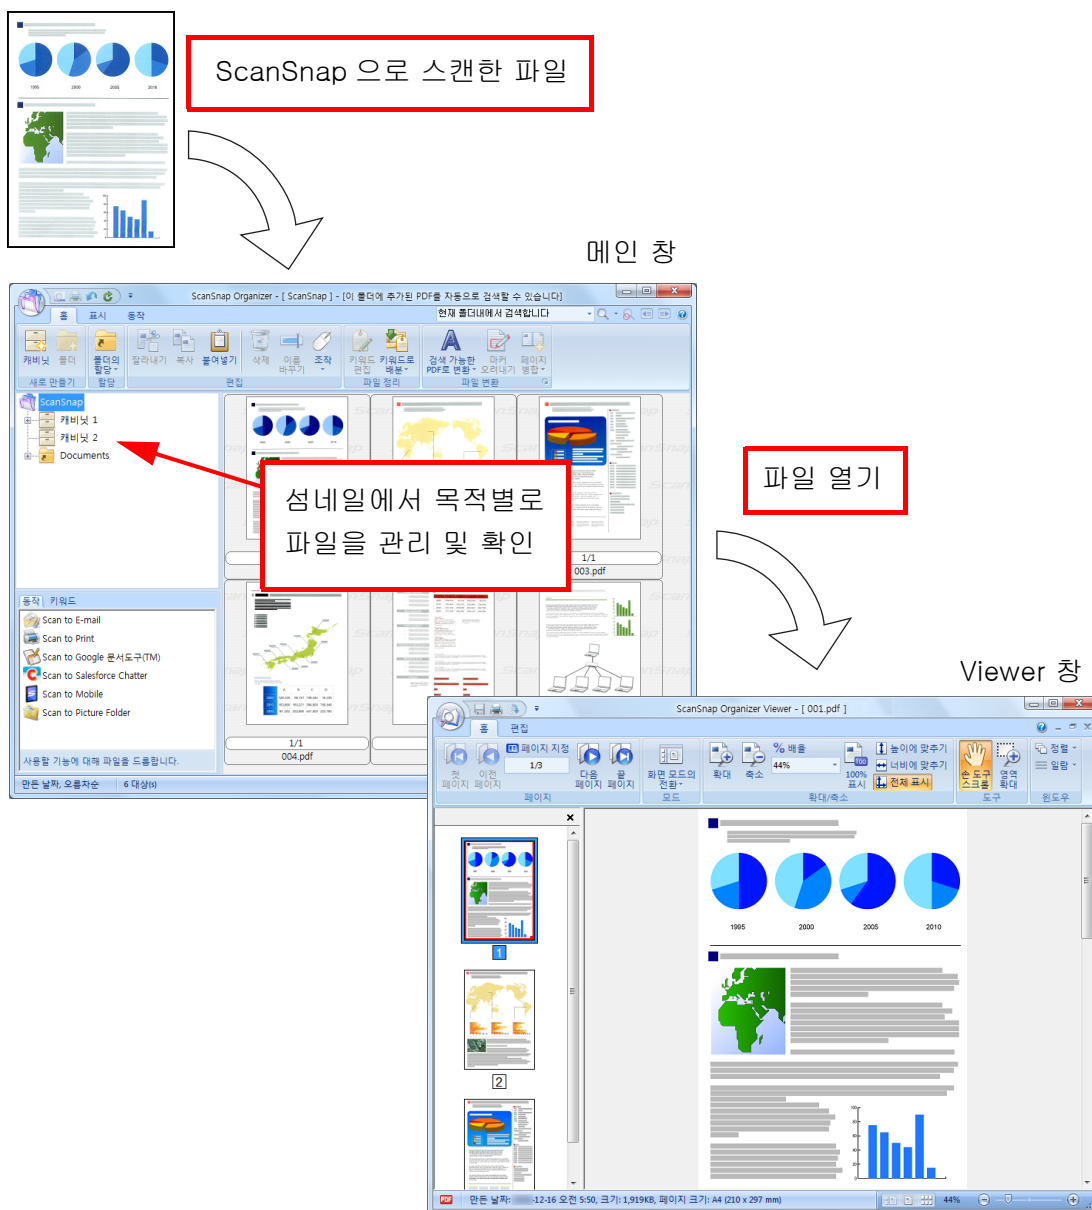 1995 2000 2005 2010
ScanSnap 으로 스캔한 파일
메인 창
ScanSnap Organizer - [ ScanSnap ] - [이 폴더에 추가된 PDF를 자동으로 검색할 수 있습니다]
홈 표시 동작
현재 폴더내에서 검색합니다
캐비닛 폴더 폴더의 할당 잘라내기 복사 붙여넣기 삭제 이름 바꾸기 조작 키워드 편집 키워드로 배분 검색 가능한 PDF로 변환 마커 오려내기 페이지 병합
새로 만들기 할당 편집 파일 정리 파일 변환
ScanSnap
캐비닛 1
캐비닛 2
Documents
섬네일에서 목적별로
파일을 관리 및 확인
1/1
003.pdf
파일 열기
동작 키워드
Scan to E-mail
Scan to Print
Scan to Google 문서도구(TM)
Scan to Salesforce Chatter
Scan to Mobile
Scan to Picture Folder
사용할 기능에 대해 파일을 드롭합니다.
1/1
004.pdf
만든 날짜, 오름차순 6 대상(s)
Viewer 창
ScanSnap Organizer Viewer - [ 001.pdf ]
홈 편집
첫 페이지 이전 페이지 페이지 지정 1/3 다음 페이지 끝 페이지 화면 모드의 전환 확대 축소 % 배율 44% 100% 표시 높이에 맞추기 너비에 맞추기 전체 표시 손 도구 스크롤 영역 확대 정렬 일람
페이지 모드 확대/축소 도구 윈도우
1
2
1995 2000 2005 2010
PDF 만든 날짜: -12-16 오전 5:50, 크기: 1,919KB, 페이지 크기: A4 (210 x 297 mm) 44%